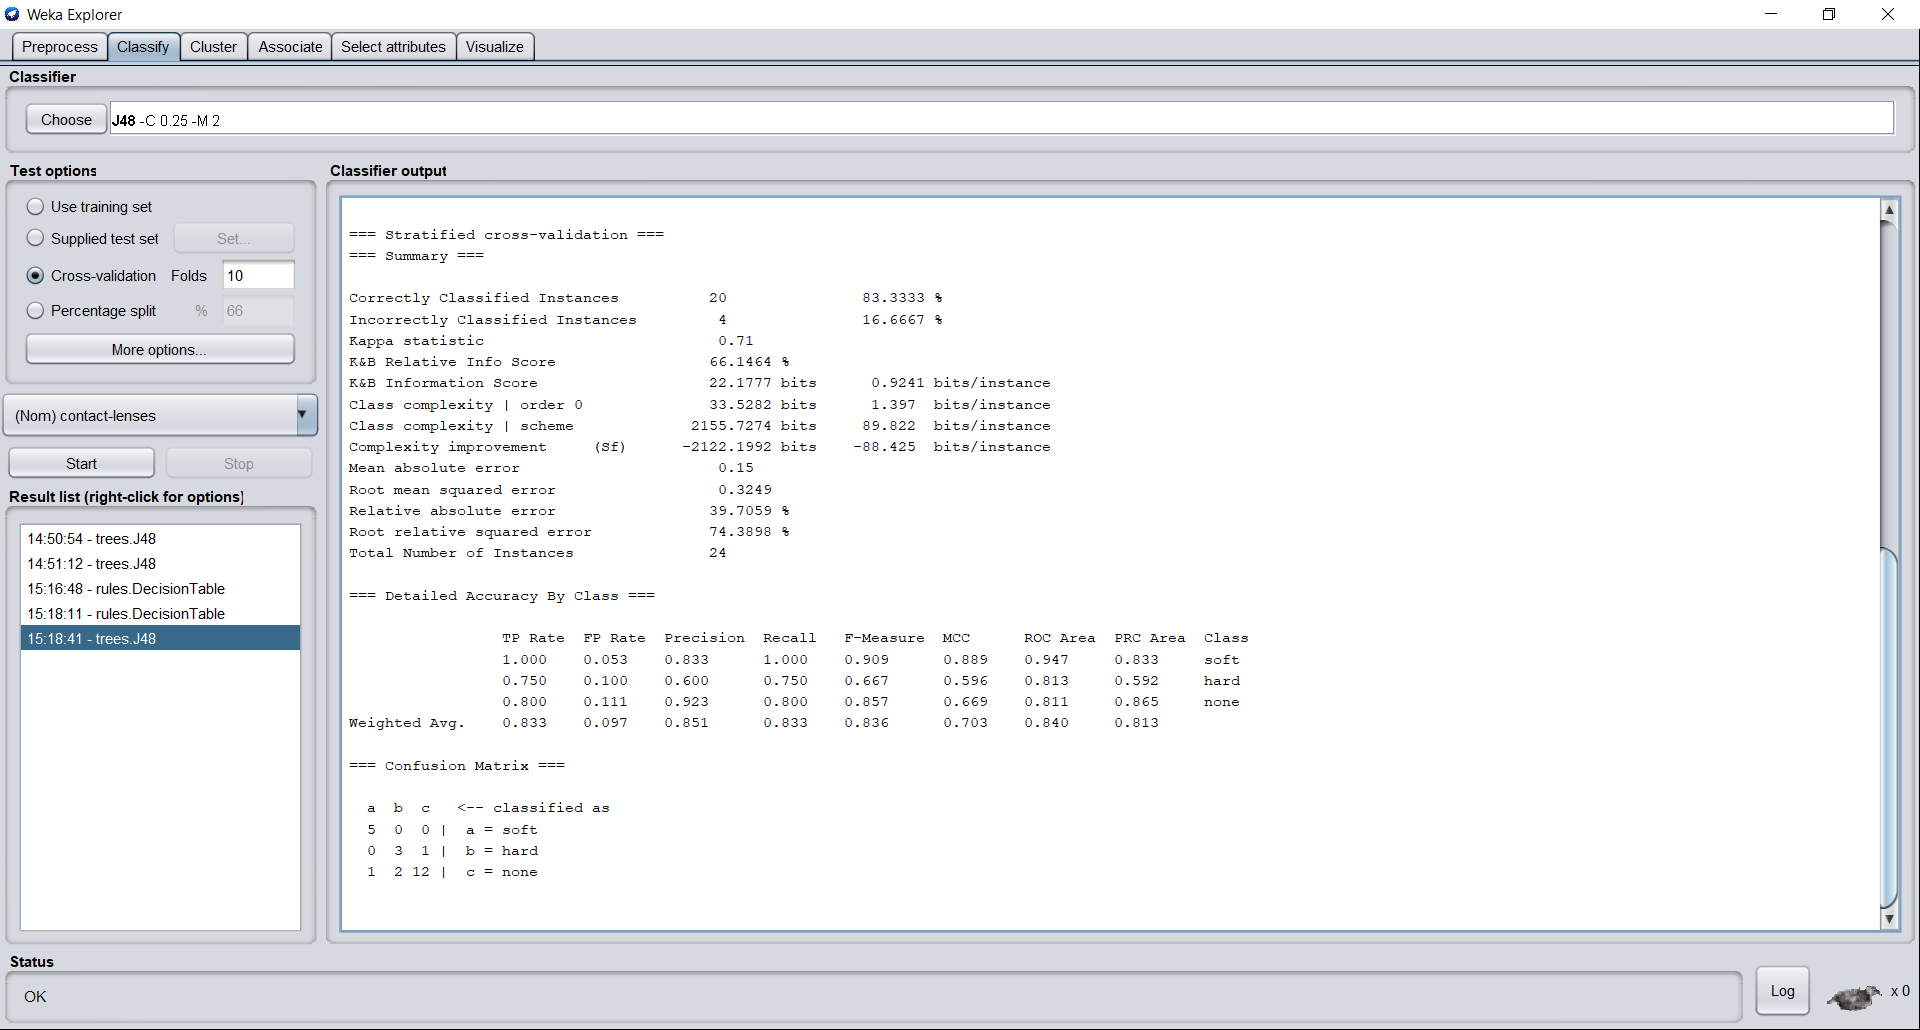 Weka Explorer
Preprocess Classify Cluster Associate Select attributes Visualize
Classifier
Choose J48 -C 0.25 -M 2
Test options
Use training set
Supplied test set Set...
Cross-validation Folds 10
Percentage split % 66
More options...
(Nom) contact-lenses
Start Stop
Result list (right-click for options)
14:50:54 - trees.J48
14:51:12 - trees.J48
15:16:48 - rules.DecisionTable
15:18:11 - rules.DecisionTable
15:18:41 - trees.J48
Classifier output
=== Stratified cross-validation ===
=== Summary ===
Correctly Classified Instances 20 83.3333 %
Incorrectly Classified Instances 4 16.6667 %
Kappa statistic 0.71
K&B Relative Info Score 66.1464 %
K&B Information Score 22.1777 bits 0.9241 bits/instance
Class complexity | order 0 33.5282 bits 1.397 bits/instance
Class complexity | scheme 2155.7274 bits 89.822 bits/instance
Complexity improvement (Sf) -2122.1992 bits -88.425 bits/instance
Mean absolute error 0.15
Root mean squared error 0.3249
Relative absolute error 39.7059 %
Root relative squared error 74.3898 %
Total Number of Instances 24
=== Detailed Accuracy By Class ===
TP Rate FP Rate Precision Recall F-Measure MCC ROC Area PRC Area Class
1.000 0.053 0.833 1.000 0.909 0.889 0.947 0.833 soft
0.750 0.100 0.600 0.750 0.667 0.596 0.813 0.592 hard
0.800 0.111 0.923 0.800 0.857 0.669 0.811 0.865 none
Weighted Avg. 0.833 0.097 0.851 0.833 0.836 0.703 0.840 0.813
=== Confusion Matrix ===
a b c <-- classified as
5 0 0 | a = soft
0 3 1 | b = hard
1 2 12 | c = none
Status
OK
Log x 0